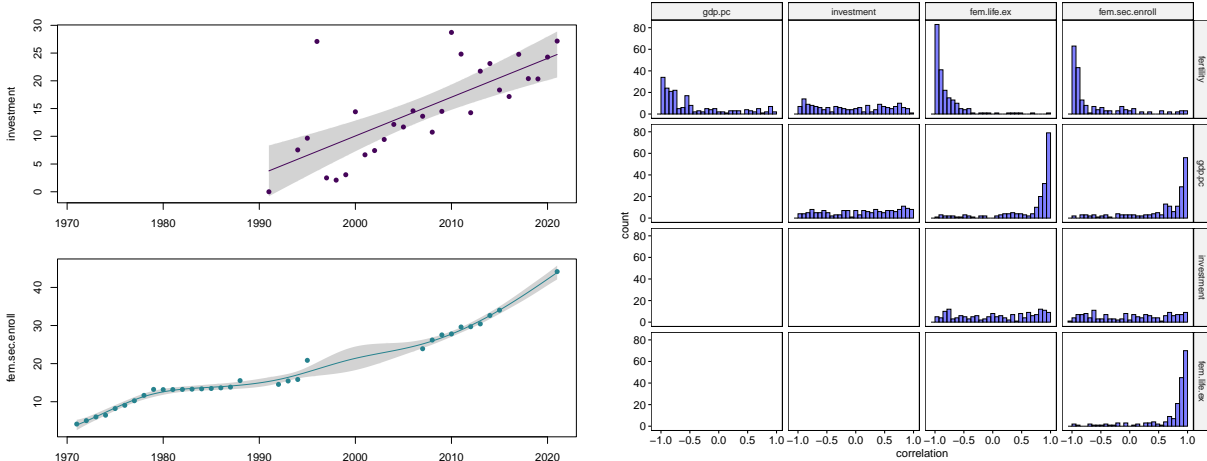 investment
0 5 10 15 20 25 30
1970 1980 1990 2000 2010 2020
fem.sec.enroll
10 20 30 40
1970 1980 1990 2000 2010 2020
gdp.pc investment fem.life.ex fem.sec.enroll
fertility
0 20 40 60 80
gdp.pc
0 20 40 60 80
investment
0 20 40 60 80
fem.life.ex
0 20 40 60 80
count
−1.0 −0.5 0.0 0.5 1.0 −1.0 −0.5 0.0 0.5 1.0 −1.0 −0.5 0.0 0.5 1.0 −1.0 −0.5 0.0 0.5 1.0
correlation